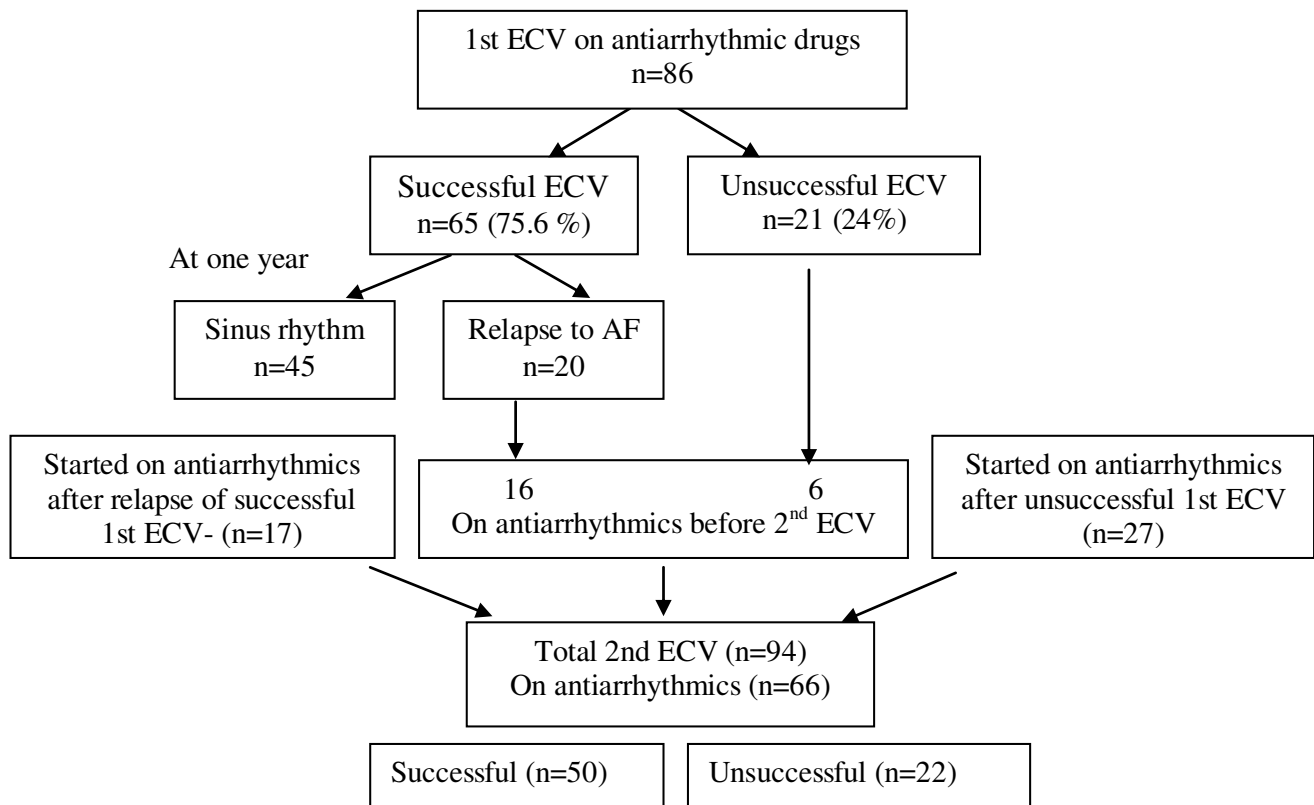 1st ECV on antiarrhythmic drugs
n=86
Successful ECV
n=65 (75.6 %)
Unsuccessful ECV
n=21 (24%)
At one year
Sinus rhythm
n=45
Relapse to AF
n=20
Started on antiarrhythmics
after relapse of successful
1st ECV- (n=17)
16 6
On antiarrhythmics before 2nd ECV
Started on antiarrhythmics
after unsuccessful 1st ECV
(n=27)
Total 2nd ECV (n=94)
On antiarrhythmics (n=66)
Successful (n=50)
Unsuccessful (n=22)